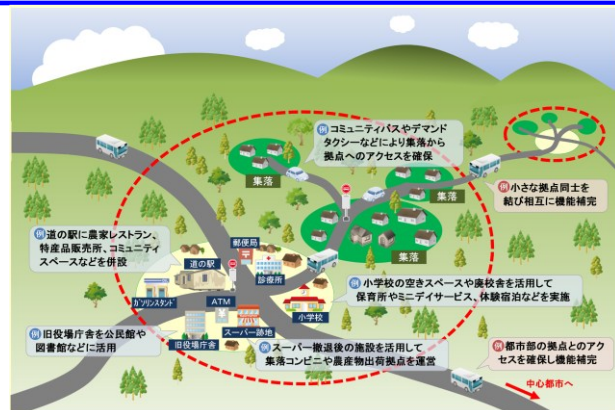 例 コミュニティバスやデマンド
タクシーなどにより集落から
拠点へのアクセスを確保
集落
集落
集落
例 小さな拠点同士を
結び相互に機能補完
例 道の駅に農家レストラン、
特産品販売所、コミュニティ
スペースなどを併設
郵便局
道の駅
診療所
ガソリンスタンド
ATM
小学校
スーパー跡地
旧役場庁舎
例 小学校の空きスペースや廃校舎を活用して
保育所やミニデイサービス、体験宿泊などを実施
例 旧役場庁舎を公民館や
図書館などに活用
例 スーパー撤退後の施設を活用して
集落コンビニや農産物出荷拠点を運営
例 都市部の拠点とのアク
セスを確保し機能補完
中心都市へ